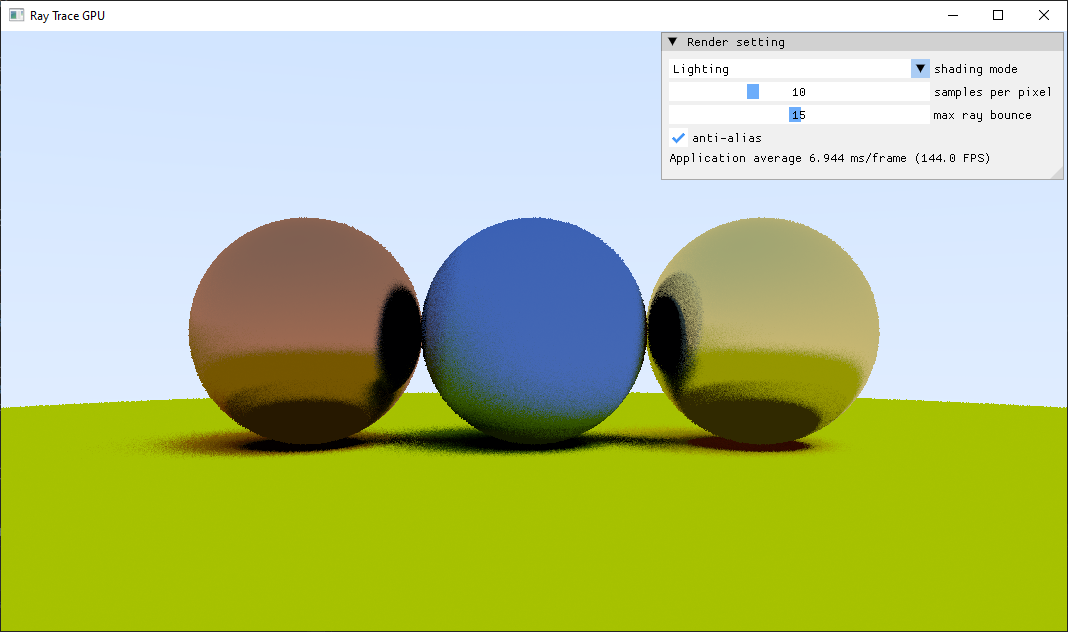 Ray Trace GPU
Render setting
Lighting shading mode
10 samples per pixel
15 max ray bounce
anti-alias
Application average 6.944 ms/frame (144.0 FPS)